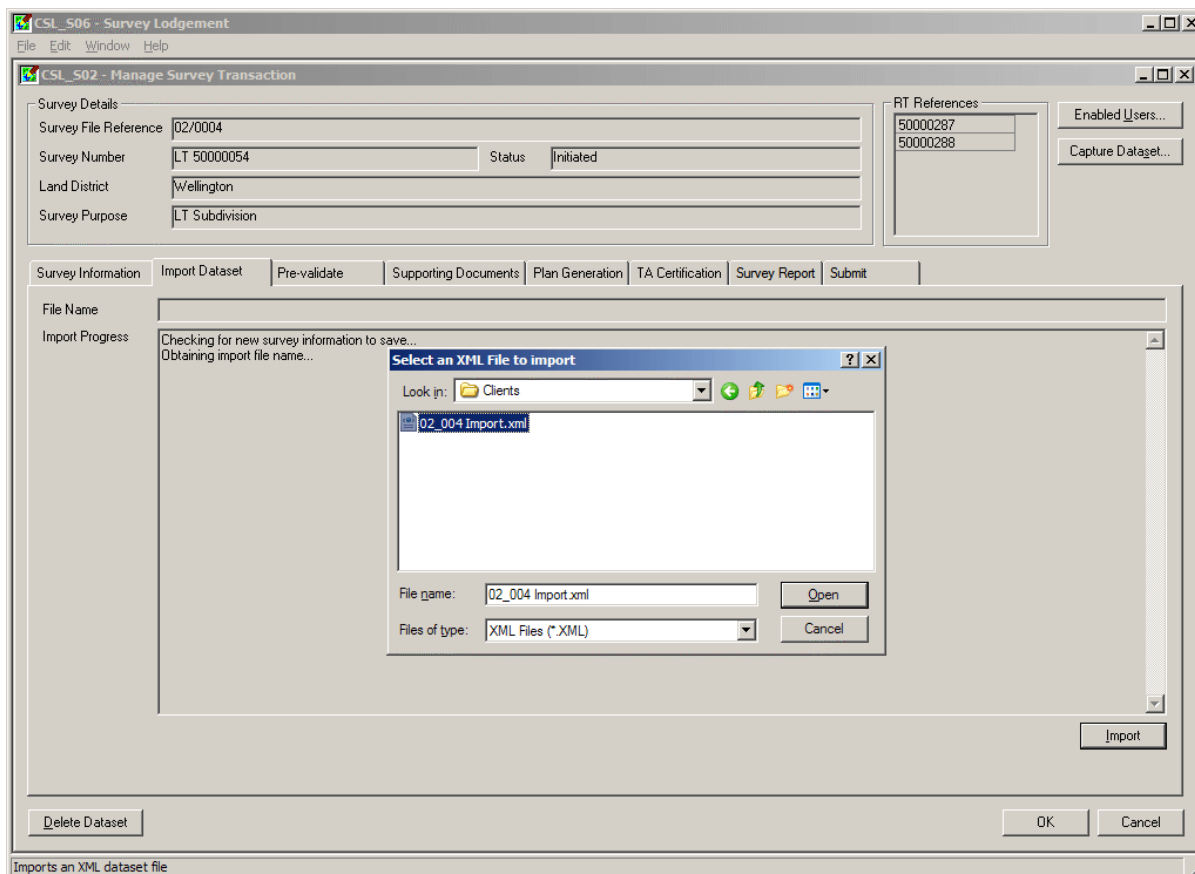 CSL_S06 - Survey Lodgement
File Edit Window Help
CSL_S02 - Manage Survey Transaction
Survey Details
Survey File Reference 02/0004
Survey Number LT 50000054 Status Initiated
Land District Wellington
Survey Purpose LT Subdivision
RT References
50000287
50000288
Enabled Users...
Capture Dataset...
Survey Information Import Dataset Pre-validate Supporting Documents Plan Generation TA Certification Survey Report Submit
File Name
Import Progress Checking for new survey information to save...
Obtaining import file name...
Select an XML File to import
Look in: Clients
02_004 Import.xml
File name: 02_004 Import.xml Open
Files of type: XML Files (*.XML) Cancel
Import
Delete Dataset OK Cancel
Imports an XML dataset file